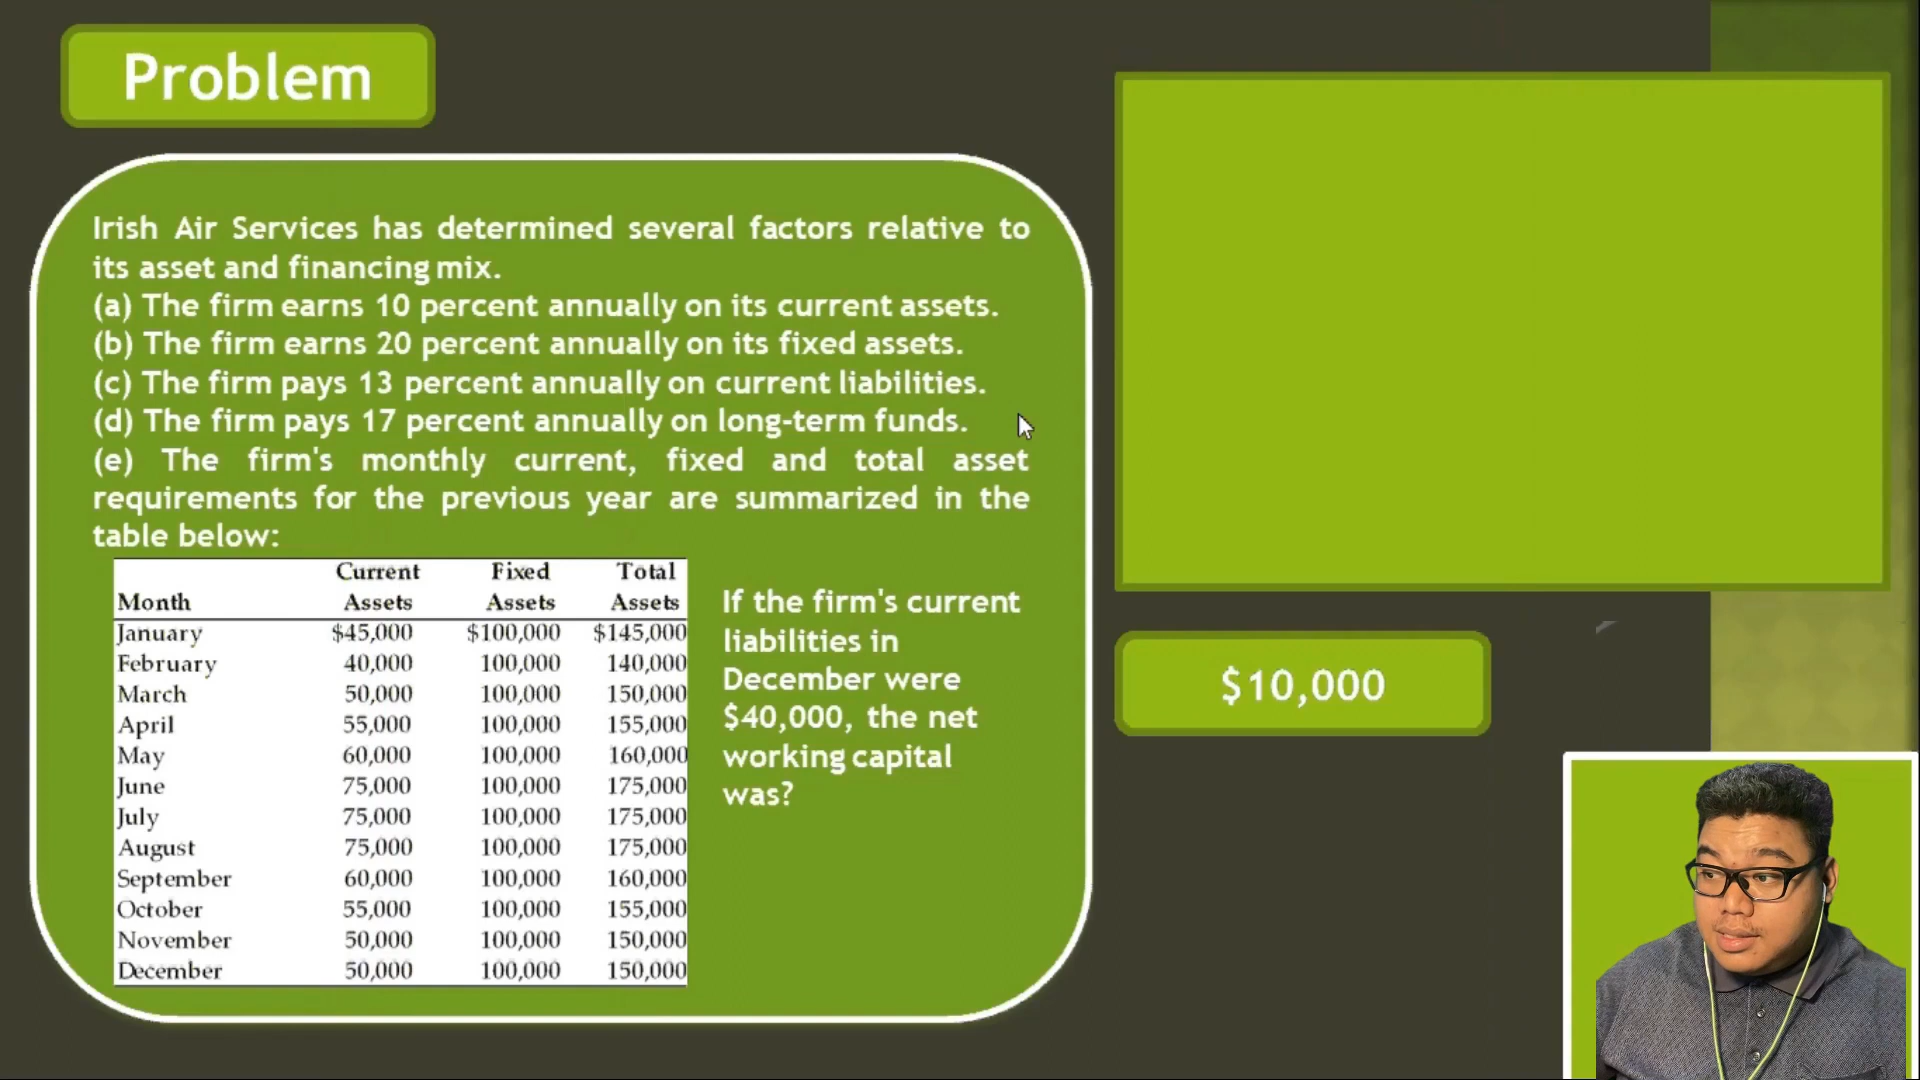 Problem
Irish Air Services has determined several factors relative to
its asset and financing mix.
(a) The firm earns 10 percent annually on its current assets.
(b) The firm earns 20 percent annually on its fixed assets.
(c) The firm pays 13 percent annually on current liabilities.
(d) The firm pays 17 percent annually on long-term funds.
(e) The firm's monthly current, fixed and total asset
requirements for the previous year are summarized in the
table below:
Current Fixed Total
Month Assets Assets Assets
January $45,000 $100,000 $145,000
February 40,000 100,000 140,000
March 50,000 100,000 150,000
April 55,000 100,000 155,000
May 60,000 100,000 160,000
June 75,000 100,000 175,000
July 75,000 100,000 175,000
August 75,000 100,000 175,000
September 60,000 100,000 160,000
October 55,000 100,000 155,000
November 50,000 100,000 150,000
December 50,000 100,000 150,000
If the firm's current
liabilities in
December were
$40,000, the net
working capital
was?
$10,000